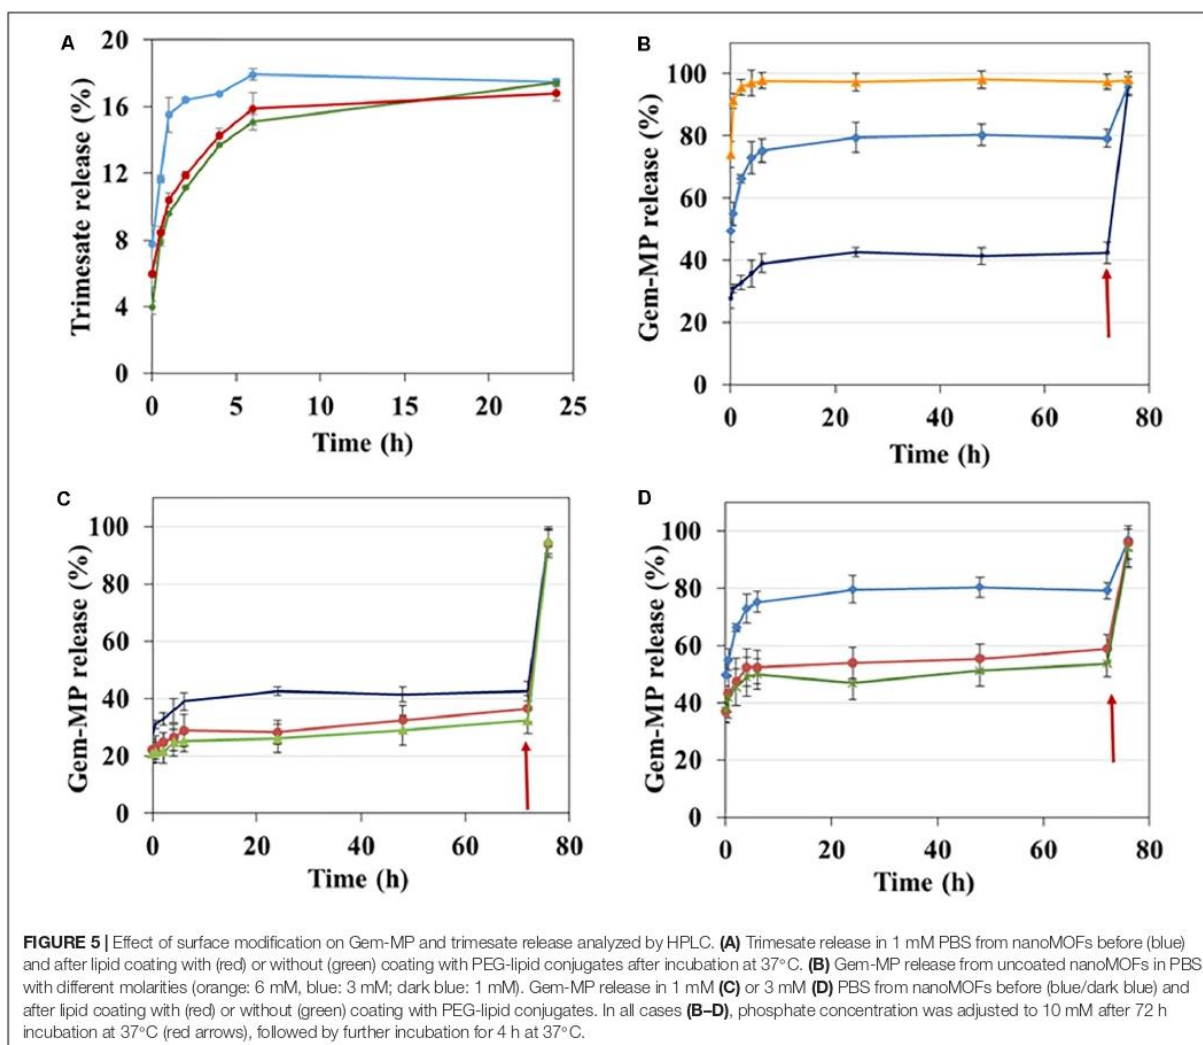 A
20
16
12
8
4
0
Trimesate release (%)
0 5 10 15 20 25
Time (h)
B
100
80
60
40
20
0
Gem-MP release (%)
0 20 40 60 80
Time (h)
C
100
80
60
40
20
0
Gem-MP release (%)
0 20 40 60 80
Time (h)
D
100
80
60
40
20
0
Gem-MP release (%)
0 20 40 60 80
Time (h)
FIGURE 5 | Effect of surface modification on Gem-MP and trimesate release analyzed by HPLC. (A) Trimesate release in 1 mM PBS from nanoMOFs before (blue)
and after lipid coating with (red) or without (green) coating with PEG-lipid conjugates after incubation at 37°C. (B) Gem-MP release from uncoated nanoMOFs in PBS
with different molarities (orange: 6 mM, blue: 3 mM; dark blue: 1 mM). Gem-MP release in 1 mM (C) or 3 mM (D) PBS from nanoMOFs before (blue/dark blue) and
after lipid coating with (red) or without (green) coating with PEG-lipid conjugates. In all cases (B–D), phosphate concentration was adjusted to 10 mM after 72 h
incubation at 37°C (red arrows), followed by further incubation for 4 h at 37°C.